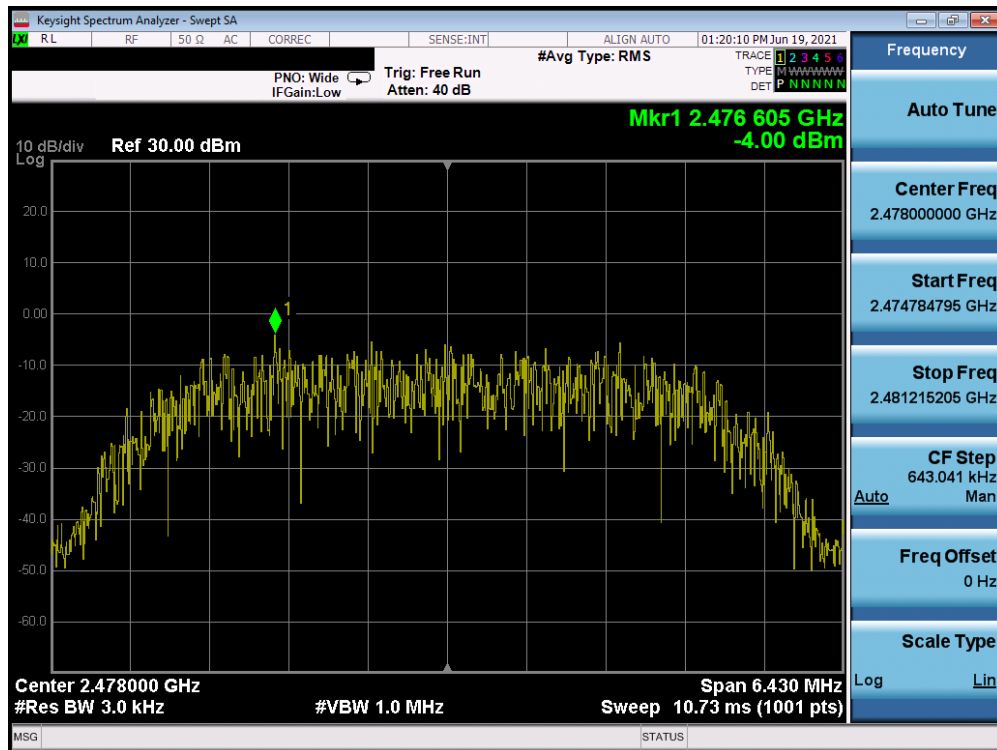 Keysight Spectrum Analyzer - Swept SA
LXI RL RF 50 Ω AC CORREC SENSE:INT ALIGN AUTO 01:20:10 PM Jun 19, 2021
PNO: Wide
IFGain:Low
Trig: Free Run
Atten: 40 dB
#Avg Type: RMS
TRACE 1 2 3 4 5 6
TYPE M WWWWW
DET P N N N N N
Mkr1 2.476 605 GHz
-4.00 dBm
10 dB/div Ref 30.00 dBm
Log
20.0
10.0
0.00
1
-10.0
-20.0
-30.0
-40.0
-50.0
-60.0
Center 2.478000 GHz Span 6.430 MHz
#Res BW 3.0 kHz #VBW 1.0 MHz Sweep 10.73 ms (1001 pts)
MSG STATUS
Frequency
Auto Tune
Center Freq
2.478000000 GHz
Start Freq
2.474784795 GHz
Stop Freq
2.481215205 GHz
CF Step
643.041 kHz
Auto Man
Freq Offset
0 Hz
Scale Type
Log Lin